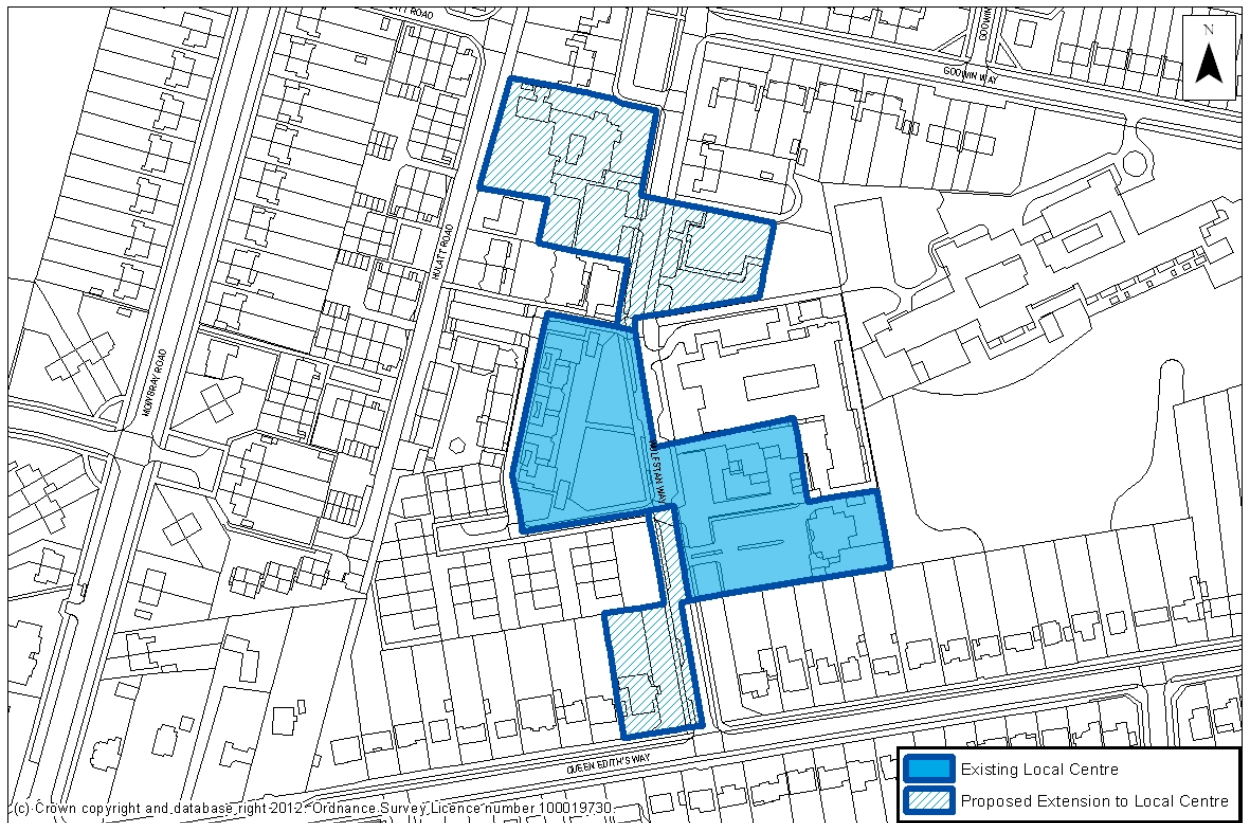 GODWIN
N
GODWIN WAY
HULATT ROAD
MOWBRAY ROAD
WULFSTAN WAY
QUEEN EDITH'S WAY
Existing Local Centre
Proposed Extension to Local Centre
(c) Crown copyright and database right 2012. Ordnance Survey Licence number 100019730